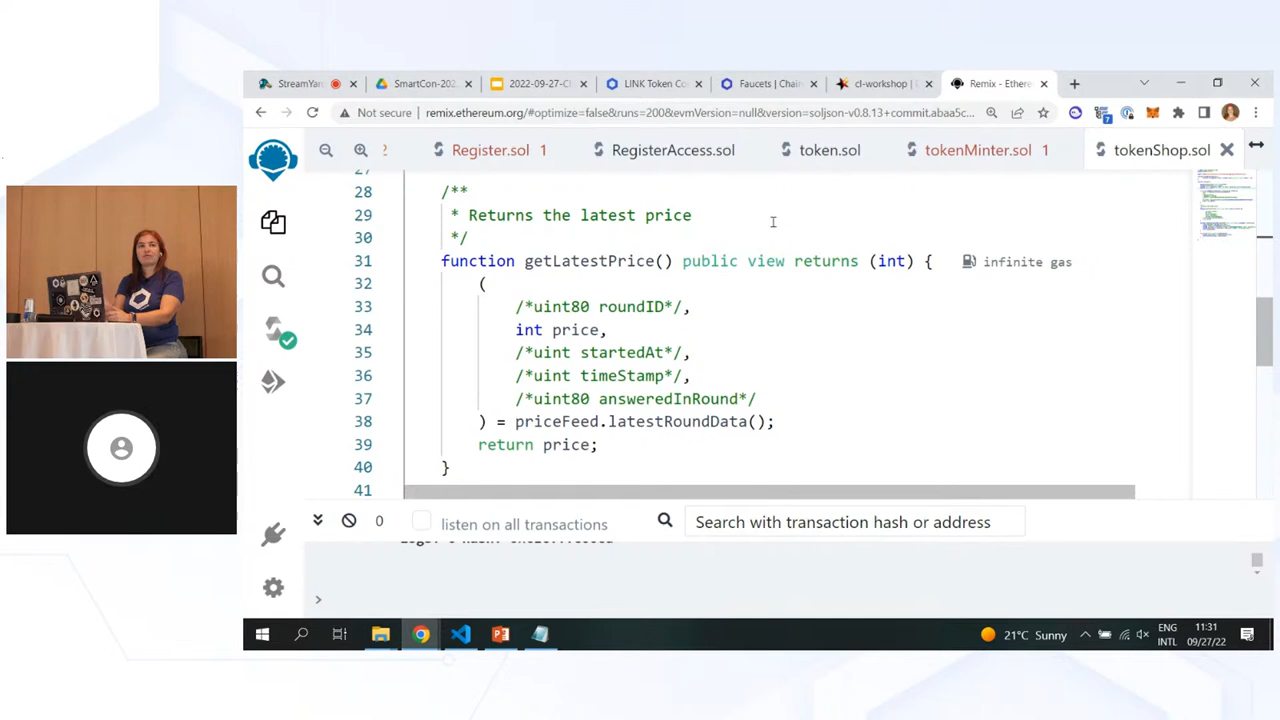 StreamYar
SmartCon-202
2022-09-27-Ch
LINK Token Co
Faucets | Chain
cl-workshop |
Remix - Ethere
Not secure
remix.ethereum.org/#optimize=false&runs=200&evmVersion=null&version=soljson-v0.8.13+commit.abaa5c...
7
2
Register.sol 1
RegisterAccess.sol
token.sol
tokenMinter.sol 1
tokenShop.sol
27
28 /**
29 * Returns the latest price
30 */
31 function getLatestPrice() public view returns (int) { infinite gas
32 (
33 /*uint80 roundID*/,
34 int price,
35 /*uint startedAt*/,
36 /*uint timeStamp*/,
37 /*uint80 answeredInRound*/
38 ) = priceFeed.latestRoundData();
39 return price;
40 }
41
0
listen on all transactions
Search with transaction hash or address
>
21°C Sunny
ENG
INTL
11:31
09/27/22